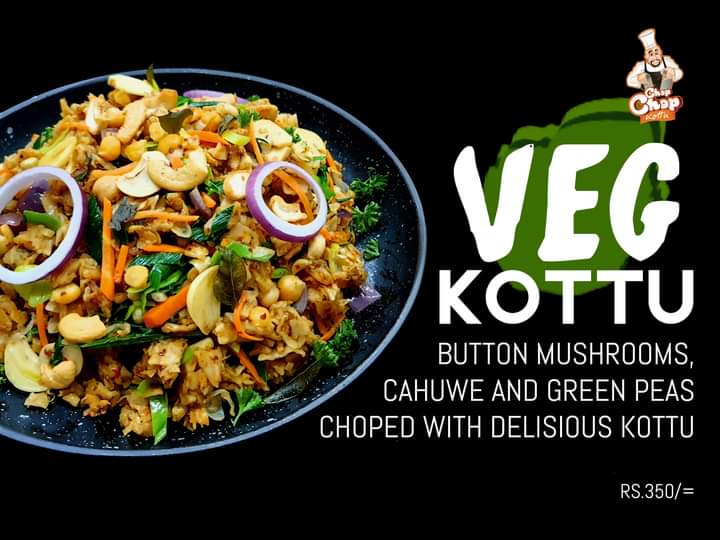 Chop
Chop
Kottu
VEG
KOTTU
BUTTON MUSHROOMS,
CAHUWE AND GREEN PEAS
CHOPED WITH DELISIOUS KOTTU
RS.350/=